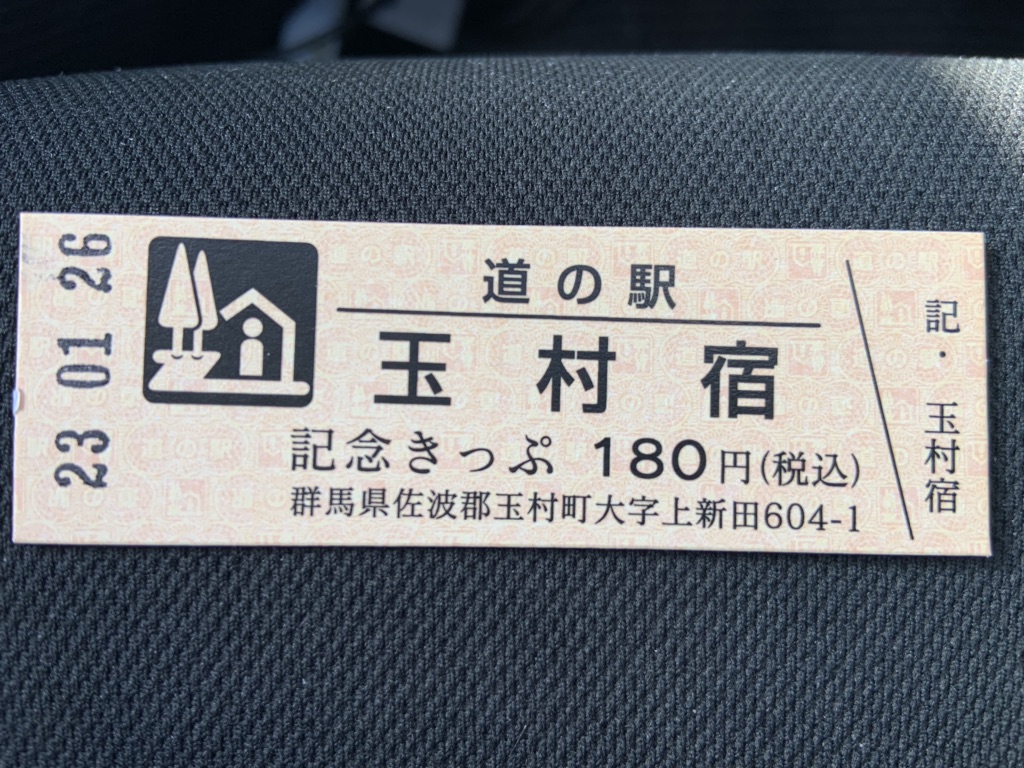 23 01 26
道の駅
玉村宿
記念きっぷ 180円(税込)
群馬県佐波郡玉村町大字上新田604-1
記・玉村宿